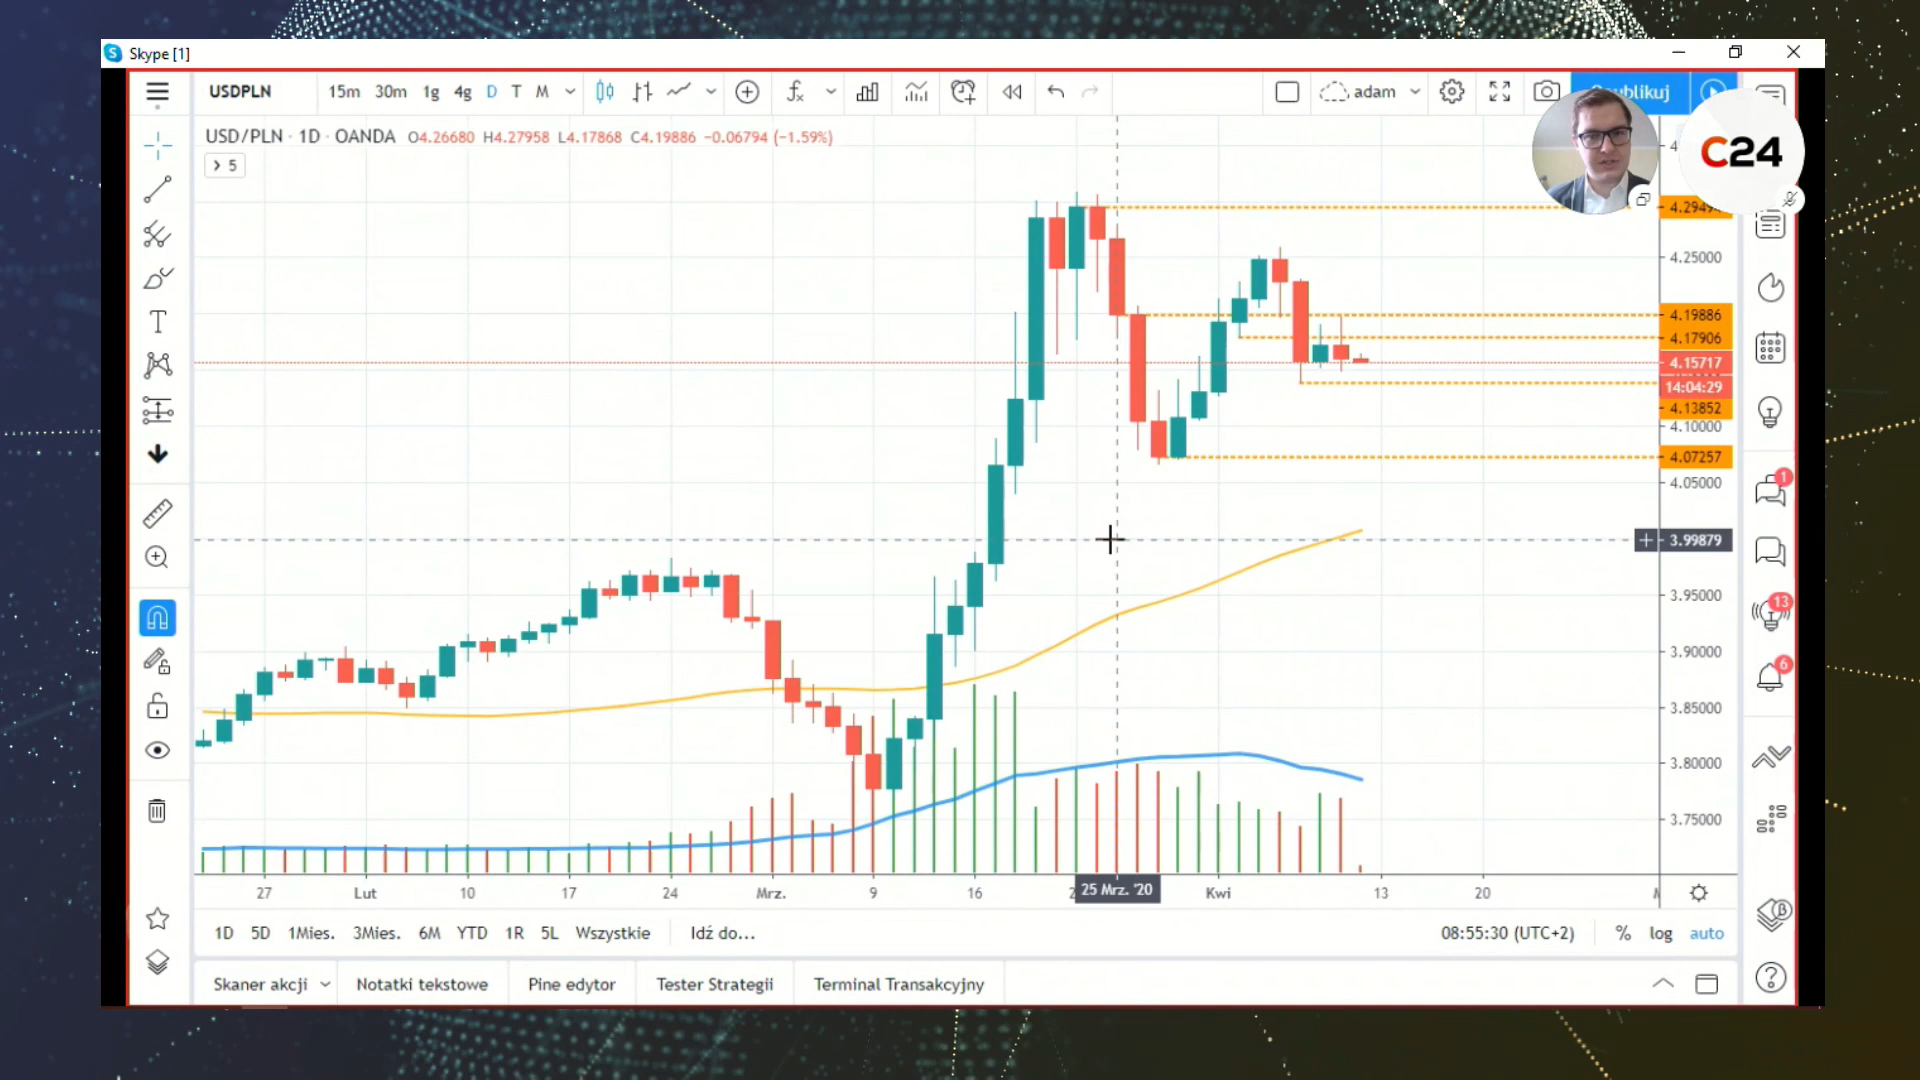 Skype [1]
USDPLN 15m 30m 1g 4g D T M adam
USD/PLN · 1D · OANDA O4.26680 H4.27958 L4.17868 C4.19886 −0.06794 (−1.59%)
5
C24
4.25000
4.19886
4.17906
4.15717
14:04:29
4.13852
4.10000
4.07257
4.05000
3.99879
3.95000
3.90000
3.85000
3.80000
3.75000
1
13
6
27 Lut 10 17 24 Mrz. 9 16 25 Mrz. '20 Kwi 13 20
1D 5D 1Mies. 3Mies. 6M YTD 1R 5L Wszystkie Idź do... 08:55:30 (UTC+2) % log auto
Skaner akcji Notatki tekstowe Pine edytor Tester Strategii Terminal Transakcyjny